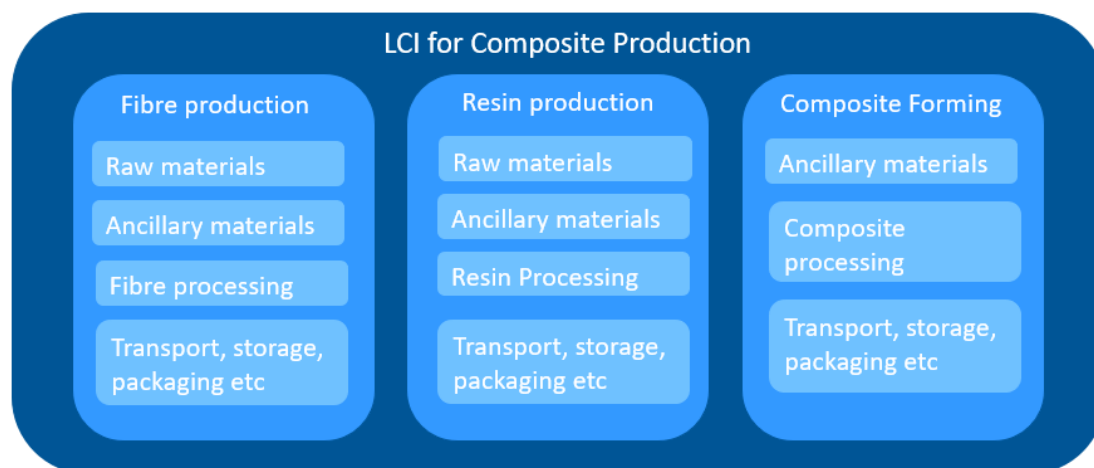 LCI for Composite Production
Fibre production
Raw materials
Ancillary materials
Fibre processing
Transport, storage,
packaging etc
Resin production
Raw materials
Ancillary materials
Resin Processing
Transport, storage,
packaging etc
Composite Forming
Ancillary materials
Composite
processing
Transport, storage,
packaging etc